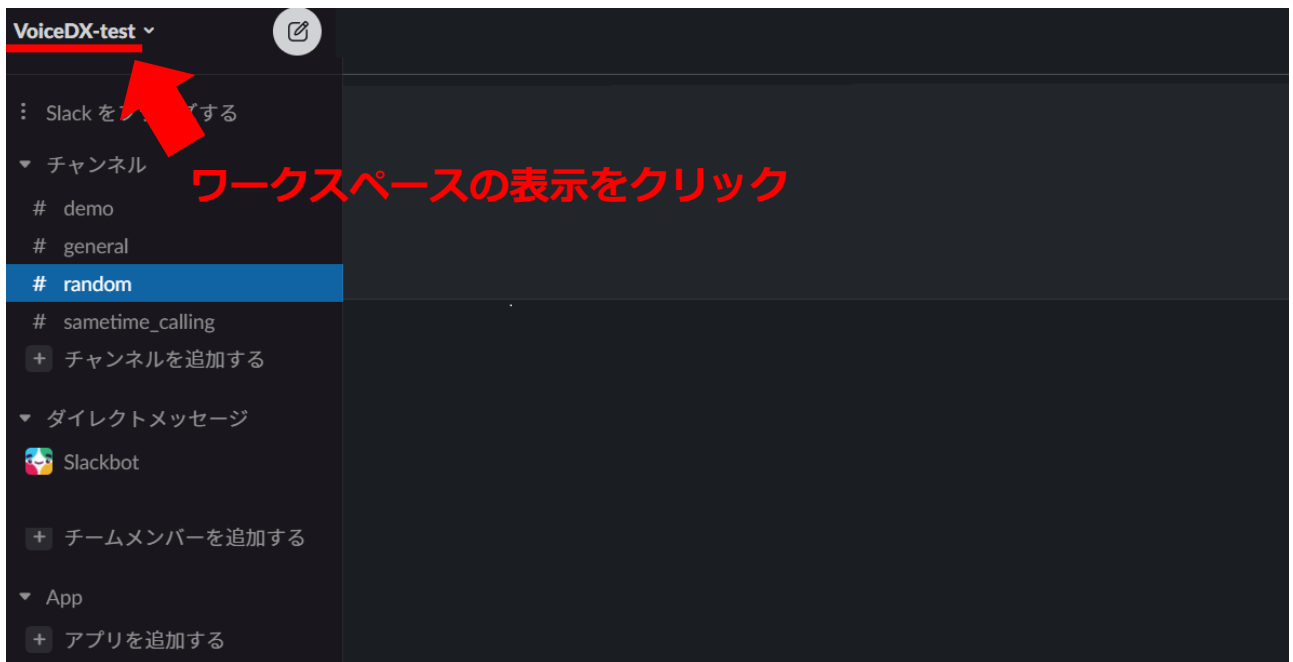 VoiceDX-test
Slack を する
チャンネル
ワークスペースの表示をクリック
# demo
# general
# random
# sametime_calling
+ チャンネルを追加する
ダイレクトメッセージ
Slackbot
+ チームメンバーを追加する
App
+ アプリを追加する